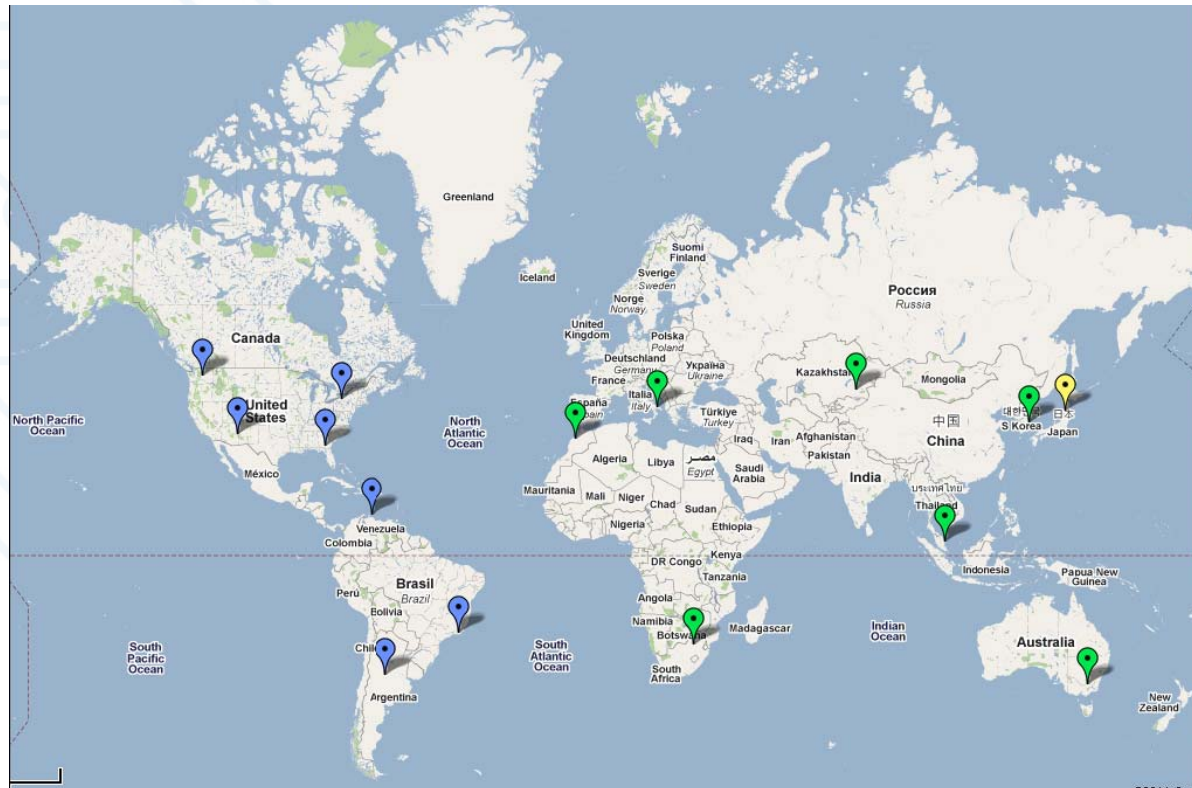 Greenland
Iceland
Suomi
Finland
Sverige
Sweden
Norge
Norway
Россия
Russia
Canada
United
Kingdom
Polska
Poland
Deutschland
Germany
Україна
Ukraine
France
Kazakhstan
Mongolia
Italia
Italy
España
Türkiye
Turkey
中国
China
S Korea
日本
Japan
United
States
North Pacific
Ocean
North
Atlantic
Ocean
México
Algeria
Libya
مصر
Egypt
Iraq
Iran
Afghanistan
Pakistan
Saudi
Arabia
India
ประเทศไทย
Thailand
Mauritania
Mali
Niger
Chad
Sudan
Nigeria
Ethiopia
Venezuela
Colombia
DR Congo
Kenya
Tanzania
Indonesia
Papua New
Guinea
Brasil
Brazil
Perú
Bolivia
Angola
Namibia
Botswana
Madagascar
Indian
Ocean
Australia
South
Pacific
Ocean
South
Atlantic
Ocean
South
Africa
Argentina
New
Zealand